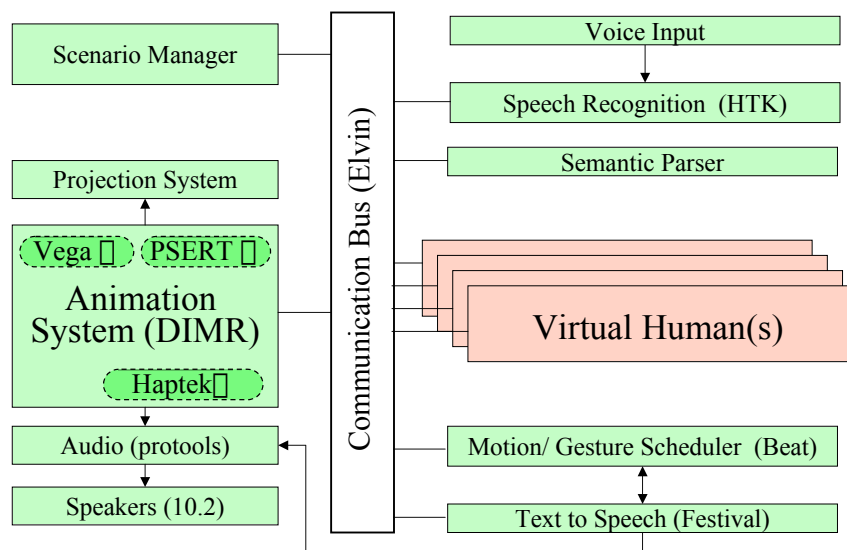 Scenario Manager
Projection System
Vega
PSERT
Animation
System (DIMR)
Haptek
Audio (protools)
Speakers (10.2)
Communication Bus (Elvin)
Voice Input
Speech Recognition (HTK)
Semantic Parser
Virtual Human(s)
Motion/ Gesture Scheduler (Beat)
Text to Speech (Festival)